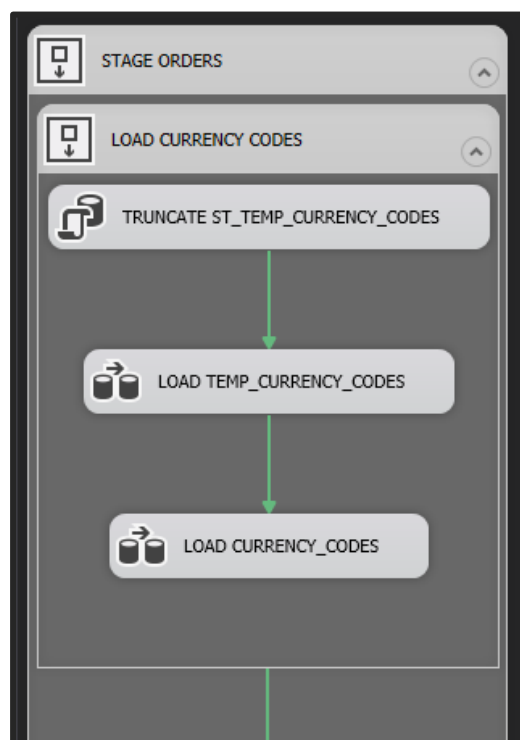 STAGE ORDERS
LOAD CURRENCY CODES
TRUNCATE ST_TEMP_CURRENCY_CODES
LOAD TEMP_CURRENCY_CODES
LOAD CURRENCY_CODES